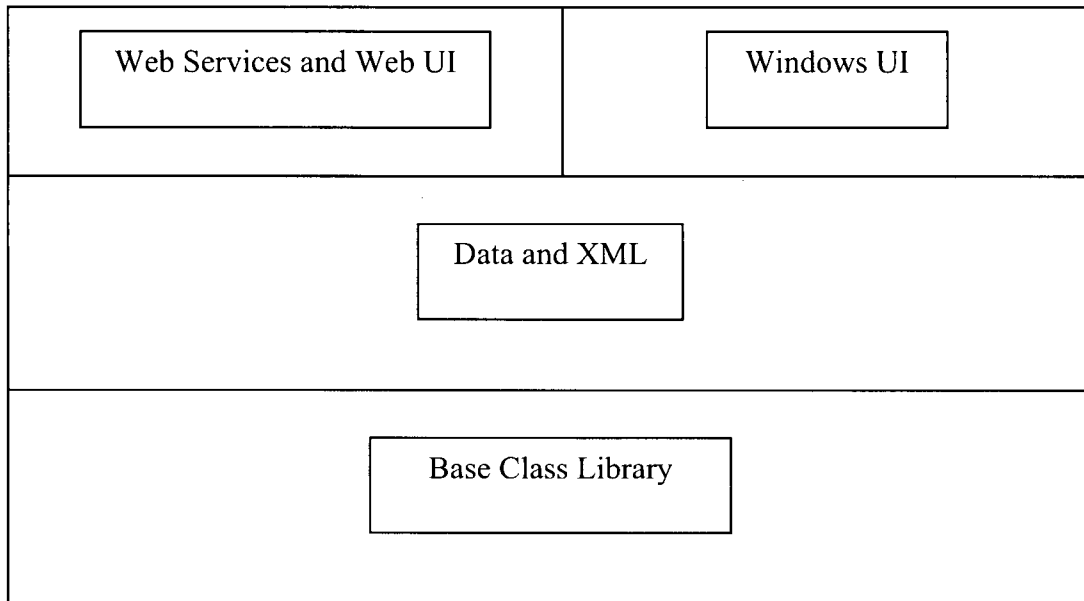 Web Services and Web UI
Windows UI
Data and XML
Base Class Library